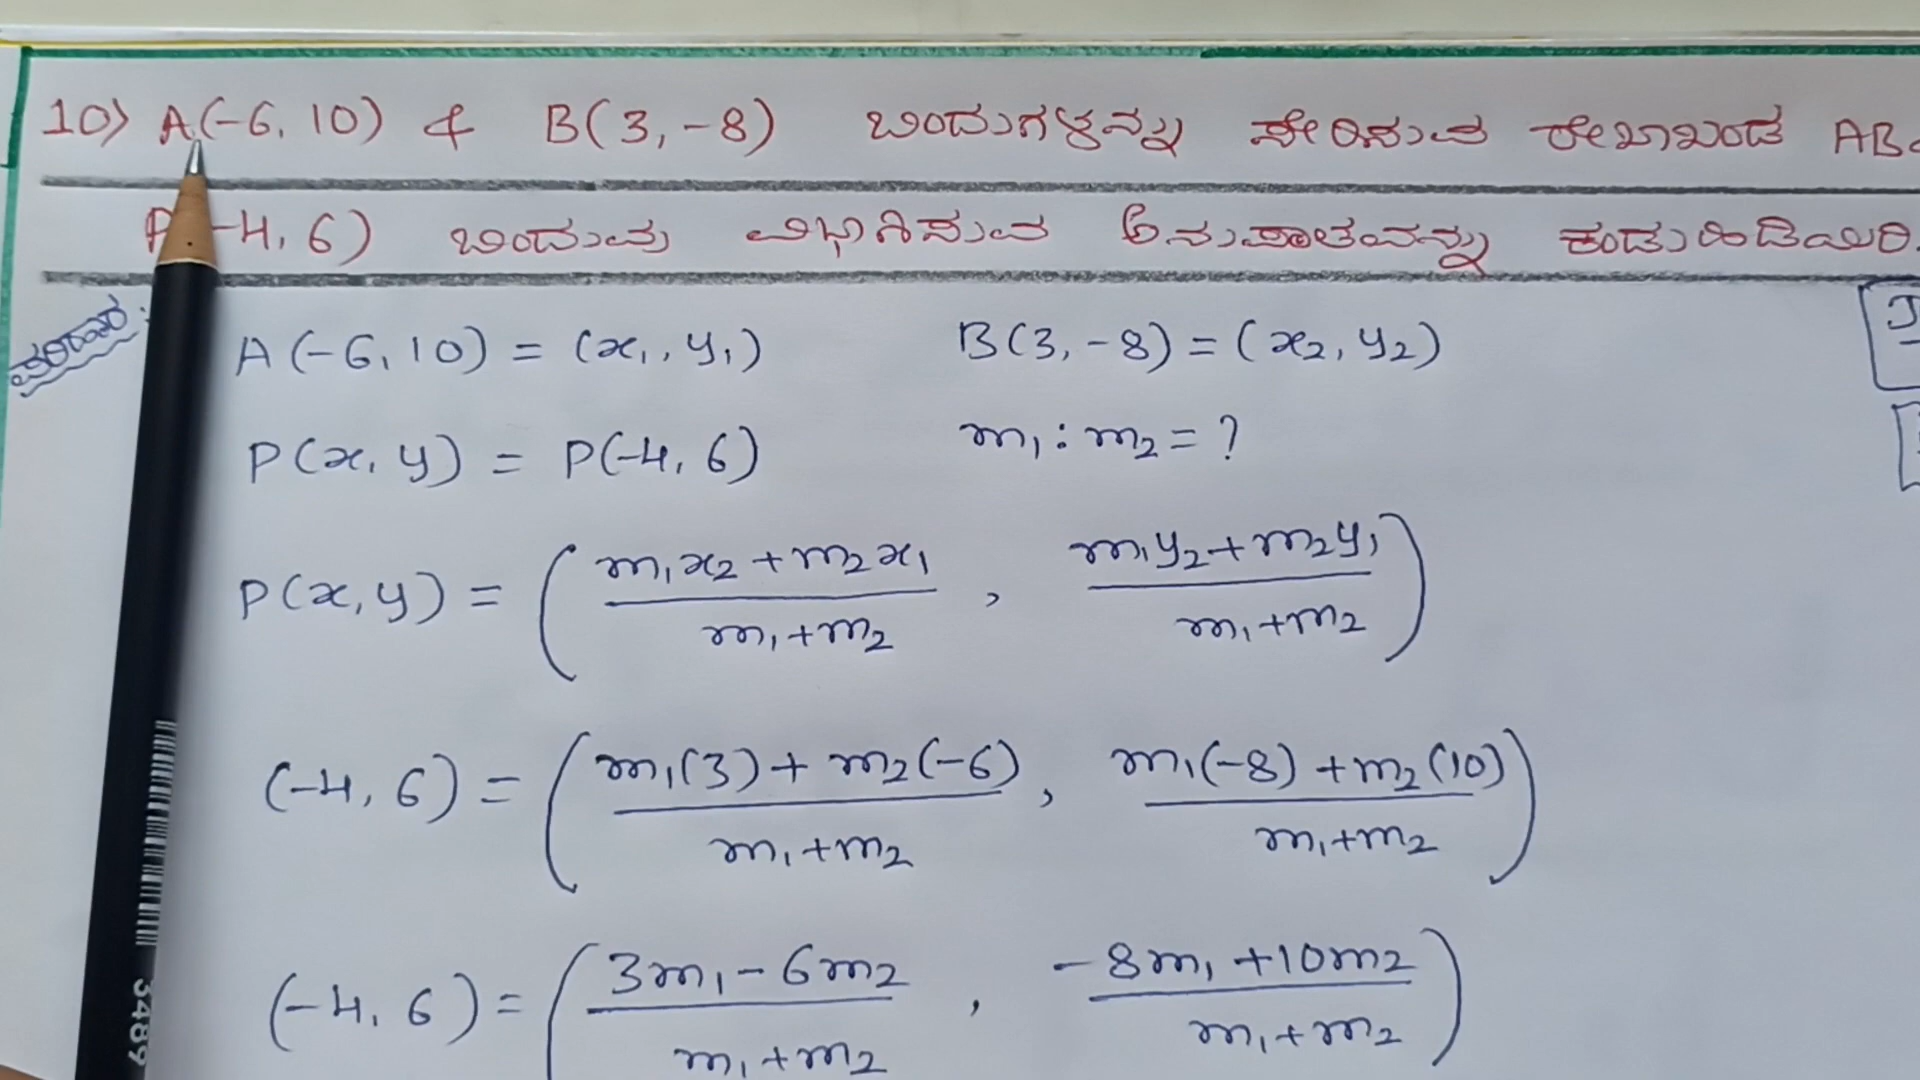 10) A(-6, 10) & B(3, -8) ಬಿಂದುಗಳನ್ನು ಸೇರಿಸುವ ರೇಖಾಖಂಡ AB
P(-4, 6) ಬಿಂದುವು ವಿಭಾಗಿಸುವ ಅನುಪಾತವನ್ನು ಕಂಡುಹಿಡಿಯಿರಿ.
ಪರಿಹಾರ:
A(-6, 10) = (x₁, y₁) B(3, -8) = (x₂, y₂)
P(x, y) = P(-4, 6) m₁ : m₂ = ?
P(x, y) = ( (m₁x₂ + m₂x₁)/(m₁ + m₂) , (m₁y₂ + m₂y₁)/(m₁ + m₂) )
(-4, 6) = ( (m₁(3) + m₂(-6))/(m₁ + m₂) , (m₁(-8) + m₂(10))/(m₁ + m₂) )
(-4, 6) = ( (3m₁ - 6m₂)/(m₁ + m₂) , (-8m₁ + 10m₂)/(m₁ + m₂) )